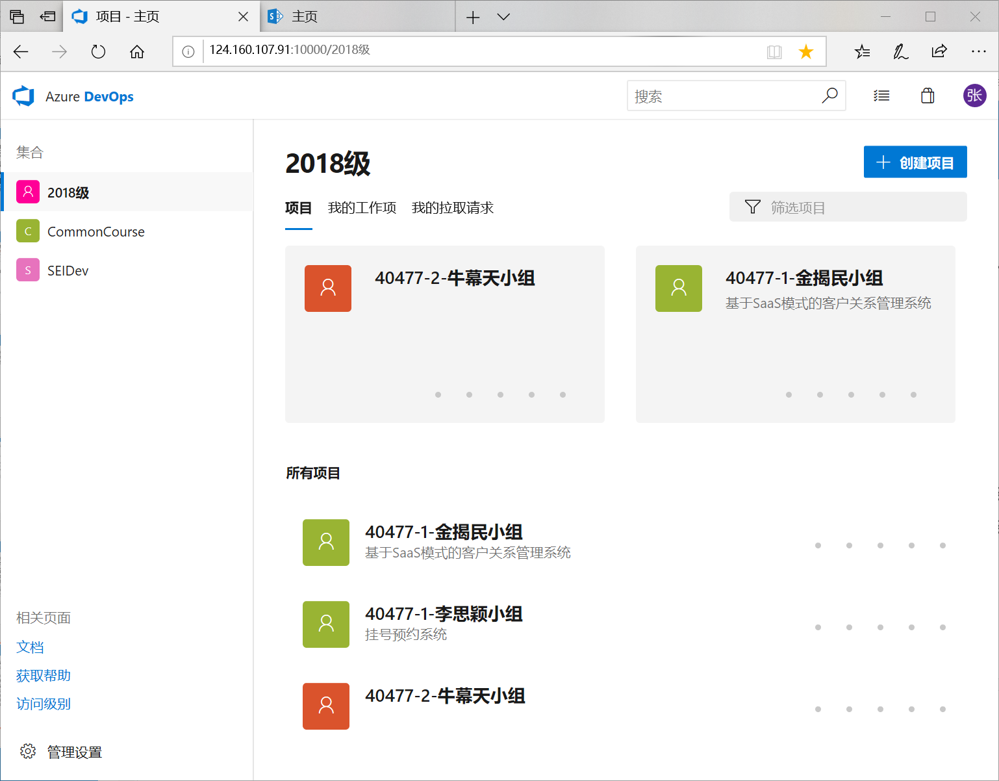 项目 - 主页
主页
124.160.107.91:10000/2018级
Azure DevOps
搜索
张
集合
2018级
C CommonCourse
S SEIDev
相关页面
文档
获取帮助
访问级别
管理设置
2018级
创建项目
项目 我的工作项 我的拉取请求
筛选项目
40477-2-牛幕天小组
40477-1-金揭民小组
基于SaaS模式的客户关系管理系统
所有项目
40477-1-金揭民小组
基于SaaS模式的客户关系管理系统
40477-1-李思颖小组
挂号预约系统
40477-2-牛幕天小组